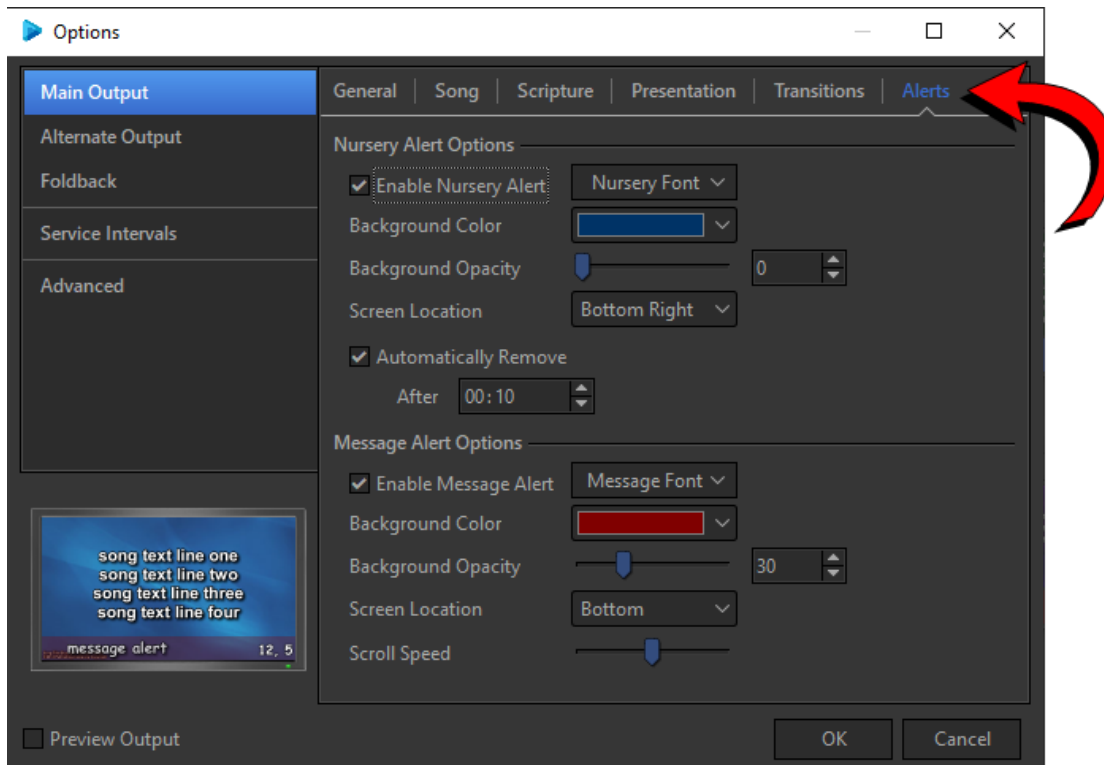 Options
Main Output
Alternate Output
Foldback
Service Intervals
Advanced
General Song Scripture Presentation Transitions Alerts
Nursery Alert Options
Enable Nursery Alert Nursery Font
Background Color
Background Opacity 0
Screen Location Bottom Right
Automatically Remove
After 00:10
Message Alert Options
Enable Message Alert Message Font
Background Color
Background Opacity 30
Screen Location Bottom
Scroll Speed
song text line one
song text line two
song text line three
song text line four
message alert 12, 5
Preview Output
OK Cancel